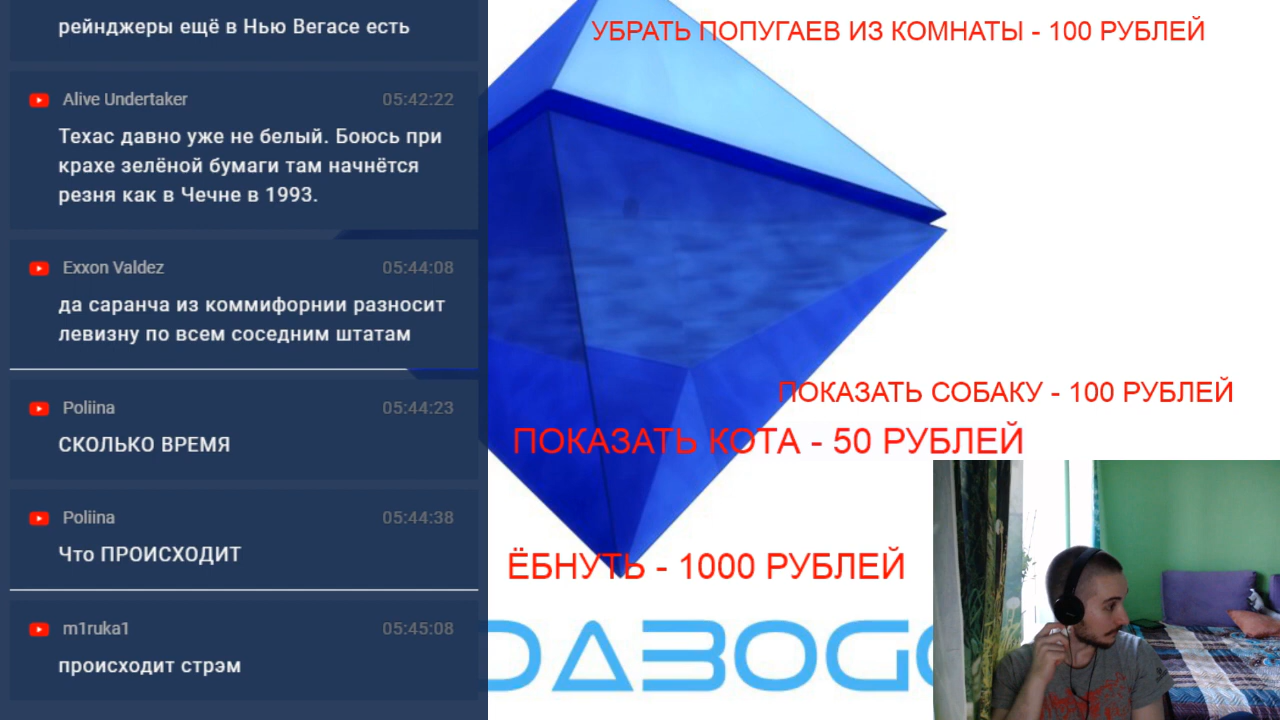 рейнджеры ещё в Нью Вегасе есть
Alive Undertaker 05:42:22
Техас давно уже не белый. Боюсь при
крахе зелёной бумаги там начнётся
резня как в Чечне в 1993.
Exxon Valdez 05:44:08
да саранча из коммифорнии разносит
левизну по всем соседним штатам
Poliina 05:44:23
СКОЛЬКО ВРЕМЯ
Poliina 05:44:38
Что ПРОИСХОДИТ
m1ruka1 05:45:08
происходит стрэм
УБРАТЬ ПОПУГАЕВ ИЗ КОМНАТЫ - 100 РУБЛЕЙ
ПОКАЗАТЬ СОБАКУ - 100 РУБЛЕЙ
ПОКАЗАТЬ КОТА - 50 РУБЛЕЙ
ЁБНУТЬ - 1000 РУБЛЕЙ